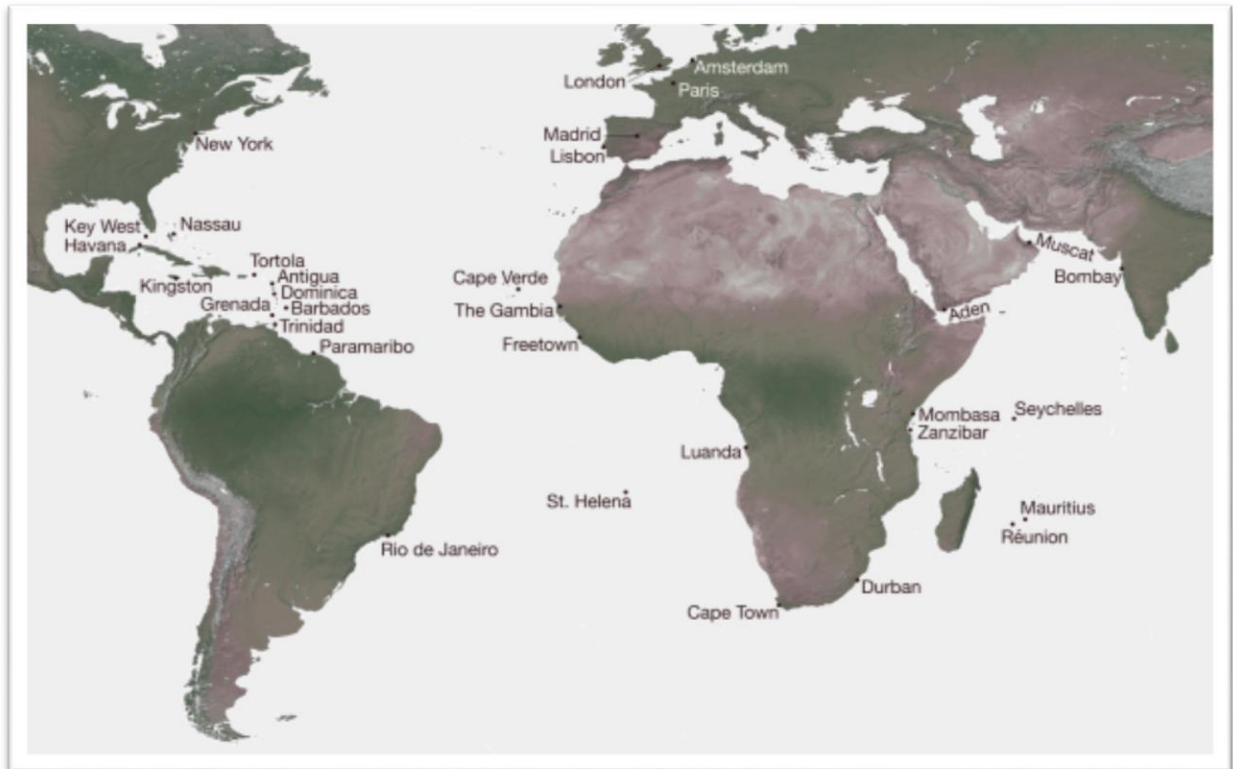 London
Amsterdam
Paris
Madrid
Lisbon
New York
Key West
Nassau
Havana
Tortola
Antigua
Kingston
Dominica
Grenada
Barbados
Trinidad
Paramaribo
Cape Verde
The Gambia
Freetown
Muscat
Bombay
Aden
Mombasa
Seychelles
Zanzibar
Luanda
St. Helena
Mauritius
Réunion
Rio de Janeiro
Durban
Cape Town